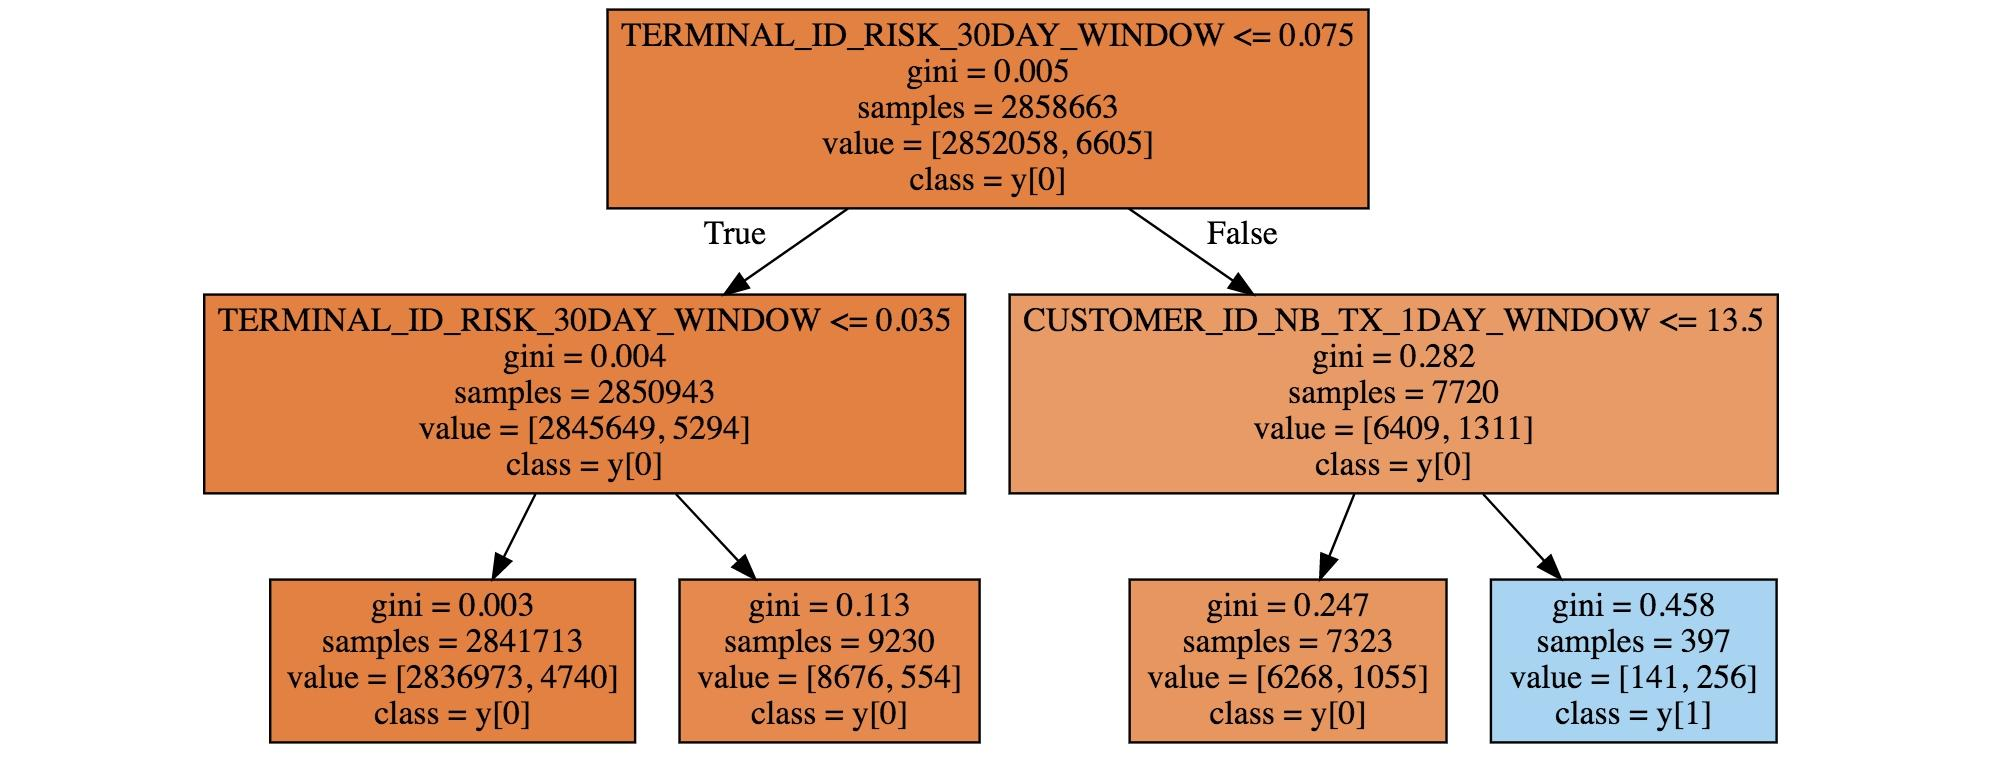 TERMINAL_ID_RISK_30DAY_WINDOW <= 0.075
gini = 0.005
samples = 2858663
value = [2852058, 6605]
class = y[0]
True
False
TERMINAL_ID_RISK_30DAY_WINDOW <= 0.035
gini = 0.004
samples = 2850943
value = [2845649, 5294]
class = y[0]
CUSTOMER_ID_NB_TX_1DAY_WINDOW <= 13.5
gini = 0.282
samples = 7720
value = [6409, 1311]
class = y[0]
gini = 0.003
samples = 2841713
value = [2836973, 4740]
class = y[0]
gini = 0.113
samples = 9230
value = [8676, 554]
class = y[0]
gini = 0.247
samples = 7323
value = [6268, 1055]
class = y[0]
gini = 0.458
samples = 397
value = [141, 256]
class = y[1]